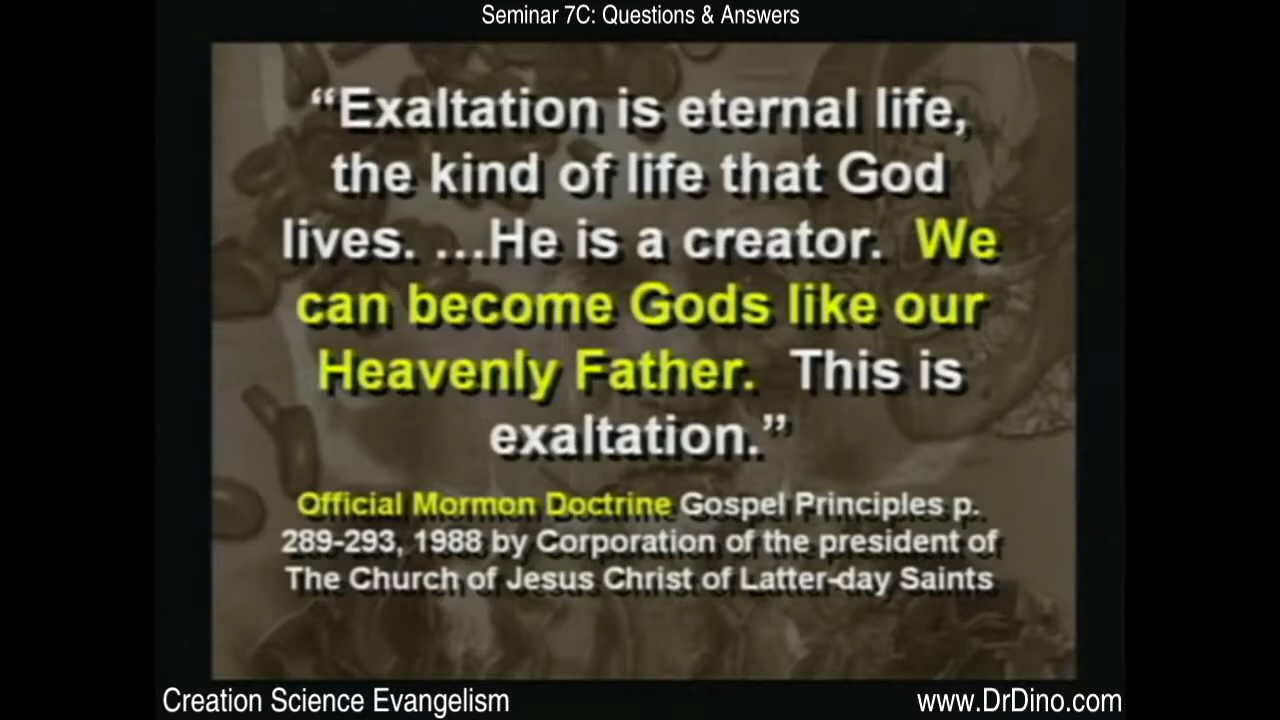 Seminar 7C: Questions & Answers
“Exaltation is eternal life,
the kind of life that God
lives. ...He is a creator. We
can become Gods like our
Heavenly Father. This is
exaltation.”
Official Mormon Doctrine Gospel Principles p.
289-293, 1988 by Corporation of the president of
The Church of Jesus Christ of Latter-day Saints
Creation Science Evangelism
www.DrDino.com